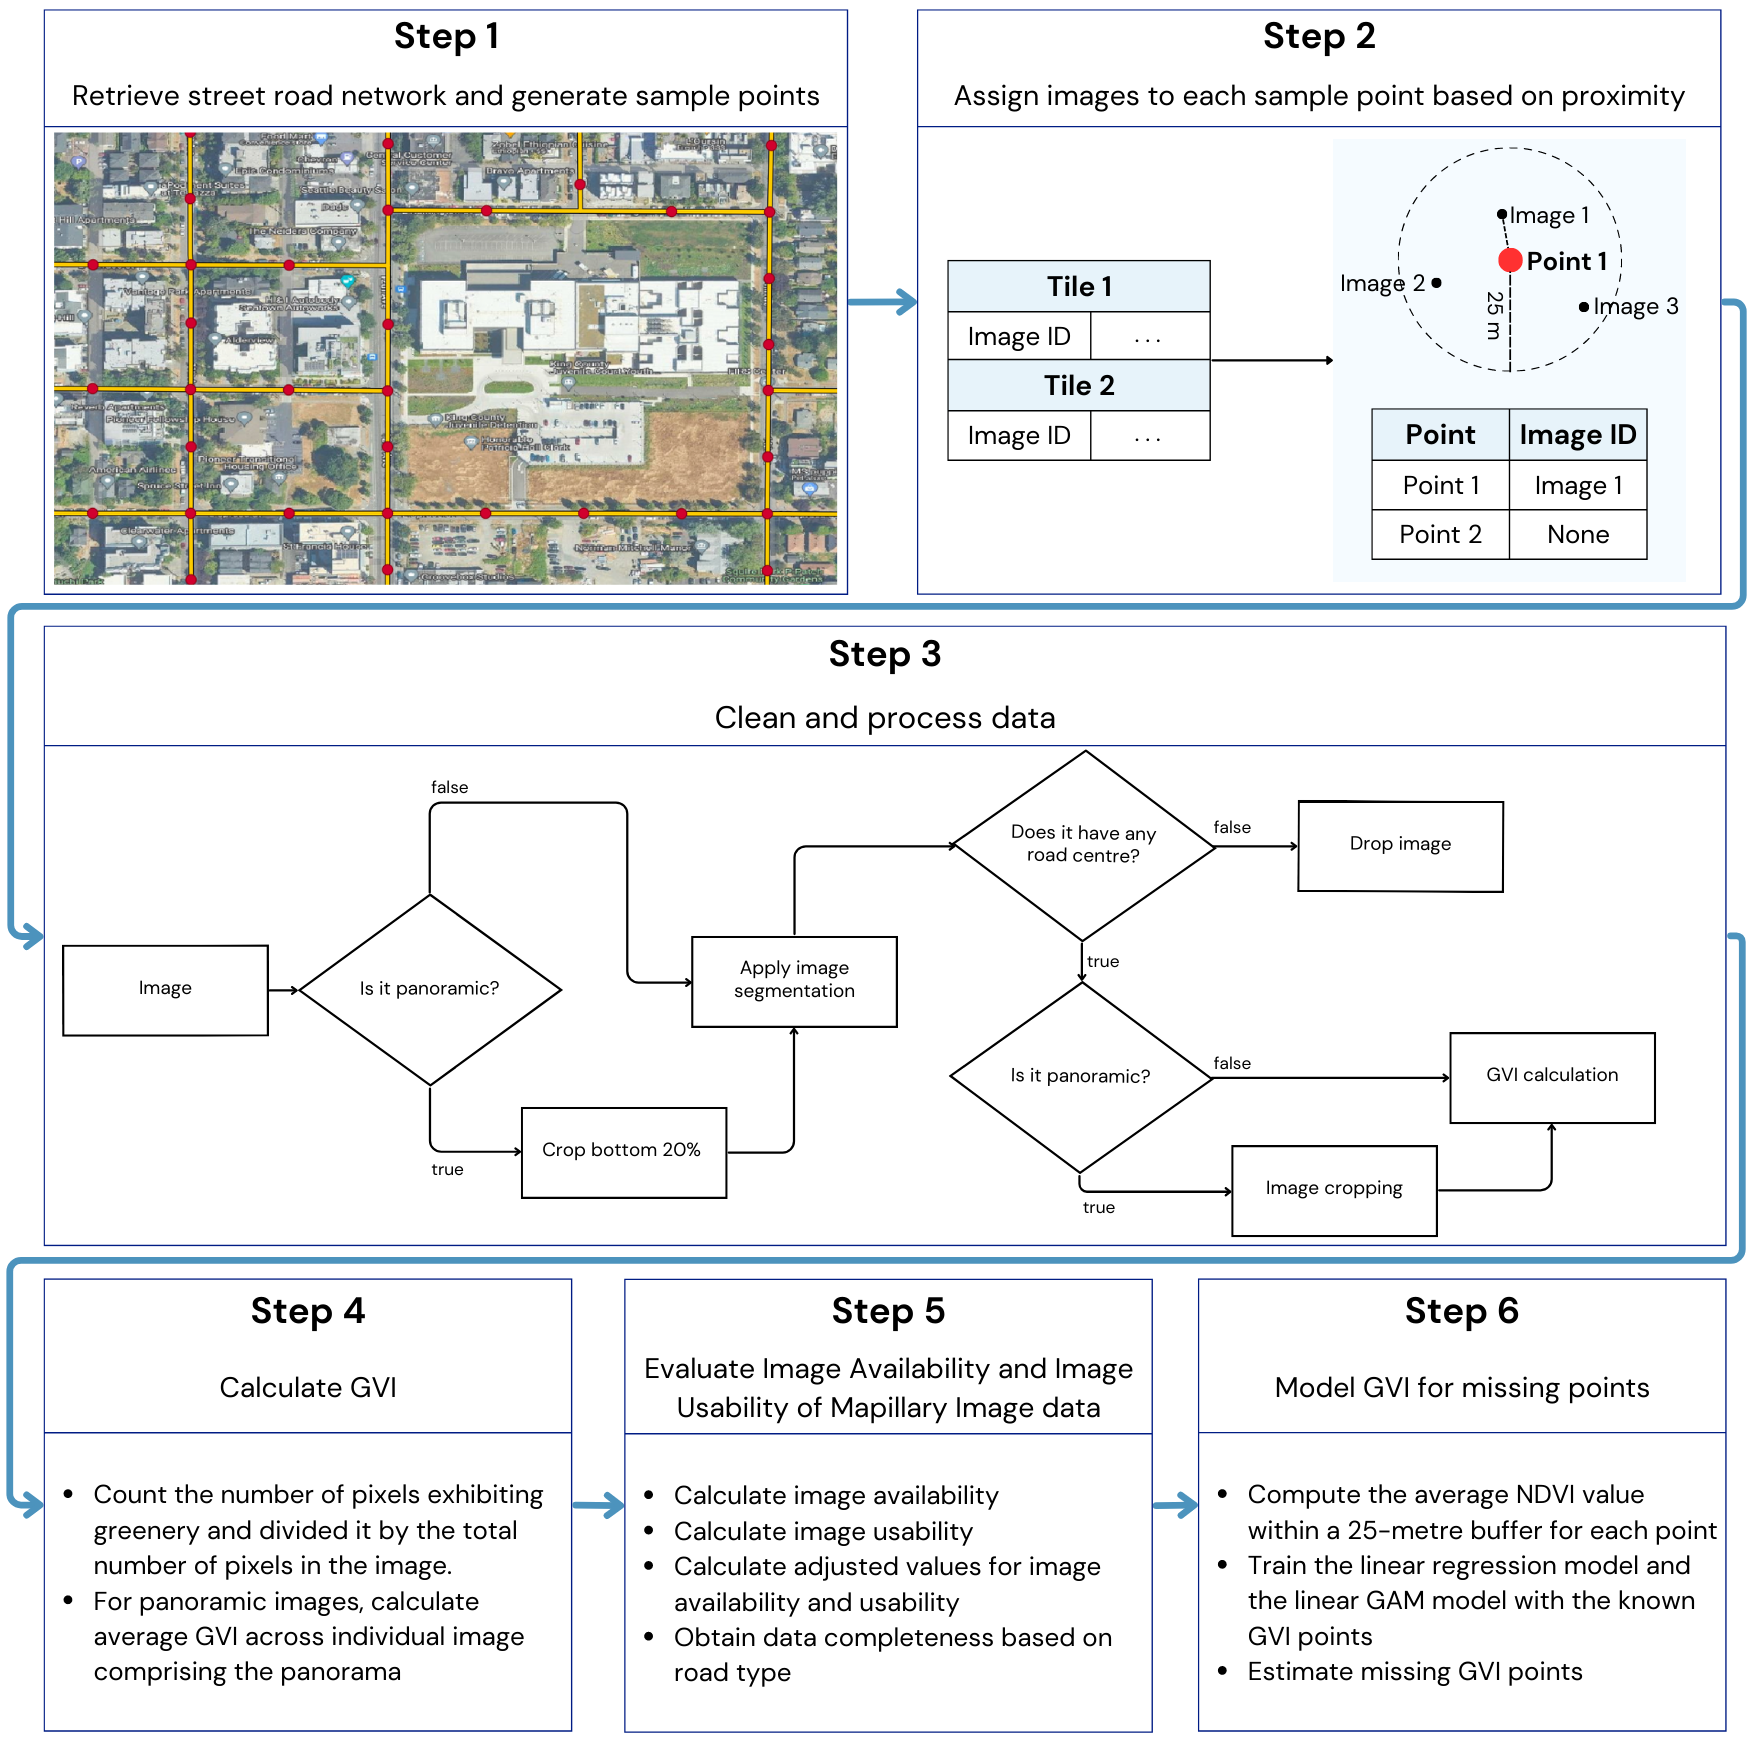 Step 1
Retrieve street road network and generate sample points
Step 2
Assign images to each sample point based on proximity
Tile 1
Image ID
...
Tile 2
Image ID
...
Image 1
Point 1
Image 2
25 m
Image 3
Point
Image ID
Point 1
Image 1
Point 2
None
Step 3
Clean and process data
Image
Is it panoramic?
false
true
Crop bottom 20%
Apply image
segmentation
Does it have any
road centre?
false
Drop image
true
Is it panoramic?
false
GVI calculation
true
Image cropping
Step 4
Calculate GVI
• Count the number of pixels exhibiting
greenery and divided it by the total
number of pixels in the image.
• For panoramic images, calculate
average GVI across individual image
comprising the panorama
Step 5
Evaluate Image Availability and Image
Usability of Mapillary Image data
• Calculate image availability
• Calculate image usability
• Calculate adjusted values for image
availability and usability
• Obtain data completeness based on
road type
Step 6
Model GVI for missing points
• Compute the average NDVI value
within a 25-metre buffer for each point
• Train the linear regression model and
the linear GAM model with the known
GVI points
• Estimate missing GVI points